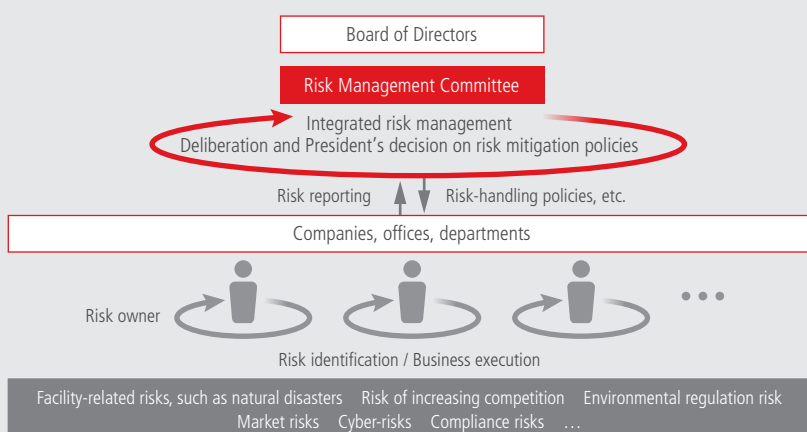 Board of Directors
Risk Management Committee
Integrated risk management
Deliberation and President's decision on risk mitigation policies
Risk reporting
Risk-handling policies, etc.
Companies, offices, departments
Risk owner
Risk identification / Business execution
Facility-related risks, such as natural disasters Risk of increasing competition Environmental regulation risk
Market risks Cyber-risks Compliance risks …